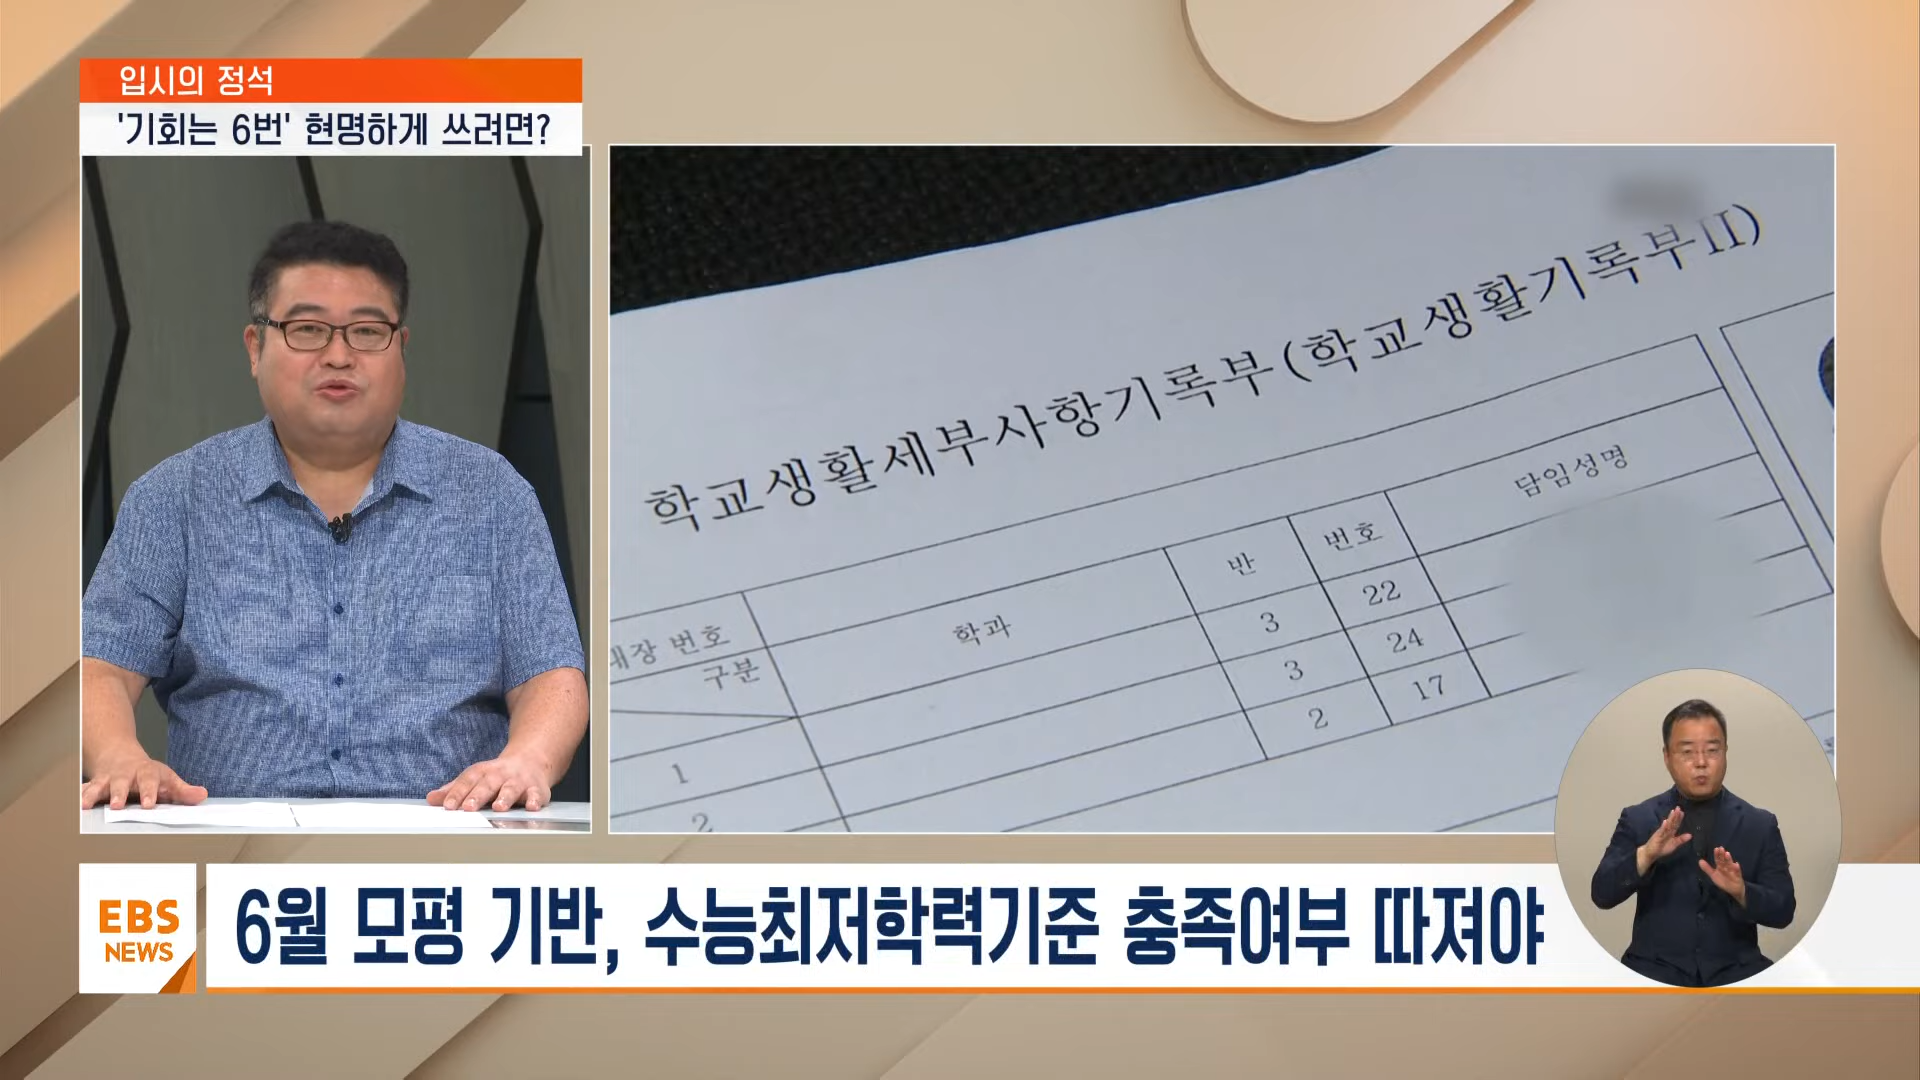 입시의 정석
'기회는 6번' 현명하게 쓰려면?
학교생활세부사항기록부(학교생활기록부II)
대장 번호
구분
학과
반
번호
담임성명
1
3
22
2
3
24
2
17
EBS
NEWS
6월 모평 기반, 수능최저학력기준 충족여부 따져야